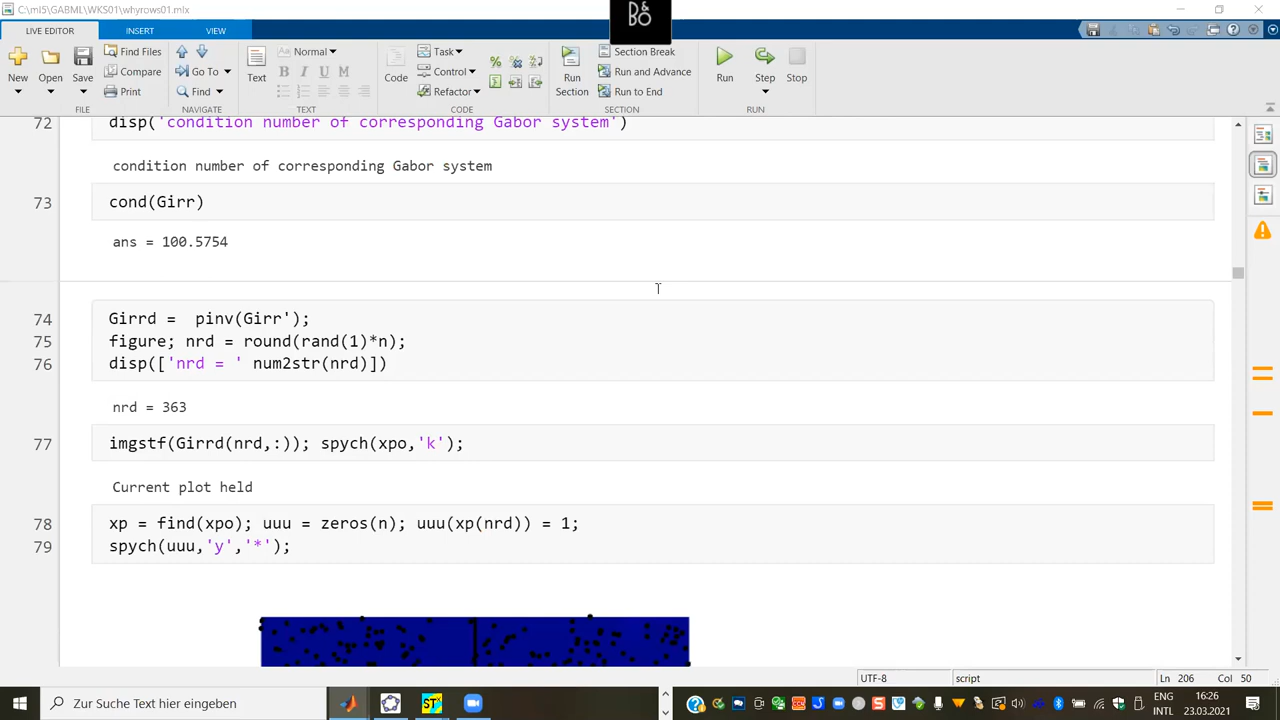 C:\mi5\GABML\WKS01\whyrows01.mlx
B&
BO
LIVE EDITOR INSERT VIEW
New Open Save Find Files Compare Print
FILE
Go To Find
NAVIGATE
Text Normal B I U M
TEXT
Code Task Control Refactor
CODE
Run Section Section Break Run and Advance Run to End
SECTION
Run Step Stop
RUN
72 disp('condition number of corresponding Gabor system')
condition number of corresponding Gabor system
73 cond(Girr)
ans = 100.5754
74 Girrd = pinv(Girr');
75 figure; nrd = round(rand(1)*n);
76 disp(['nrd = ' num2str(nrd)])
nrd = 363
77 imgstf(Girrd(nrd,:)); spych(xpo,'k');
Current plot held
78 xp = find(xpo); uuu = zeros(n); uuu(xp(nrd)) = 1;
79 spych(uuu,'y','*');
UTF-8 script Ln 206 Col 50
Zur Suche Text hier eingeben
ENG 16:26
INTL 23.03.2021